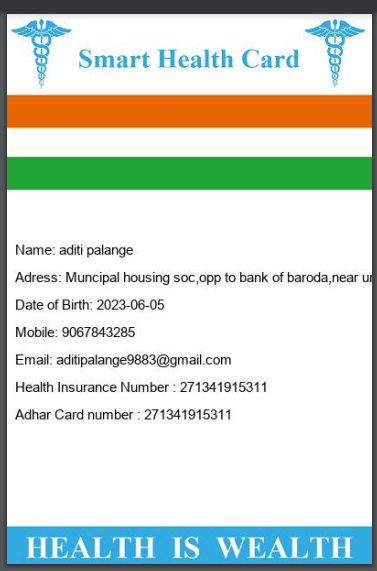 Smart Health Card
Name: aditi palange
Adress: Muncipal housing soc,opp to bank of baroda,near
Date of Birth: 2023-06-05
Mobile: 9067843285
Email: aditipalange9883@gmail.com
Health Insurance Number : 271341915311
Adhar Card number : 271341915311
HEALTH IS WEALTH